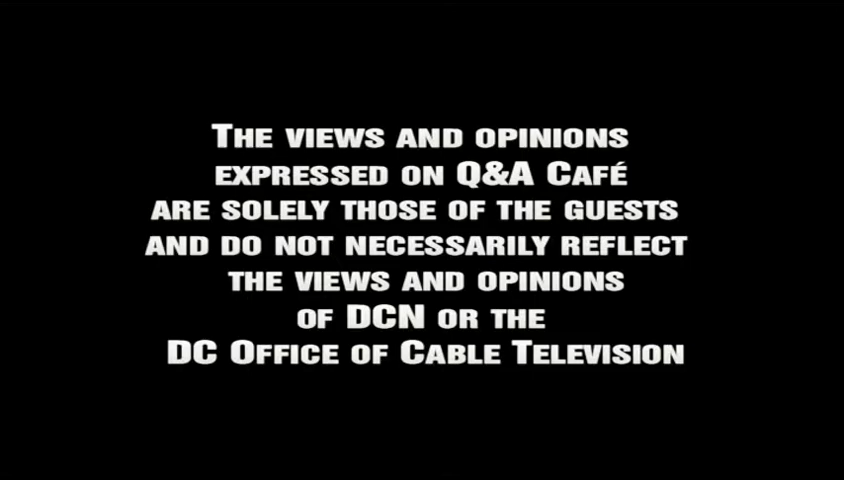 The views and opinions
expressed on Q&A Café
are solely those of the guests
and do not necessarily reflect
the views and opinions
of DCN or the
DC Office of Cable Television